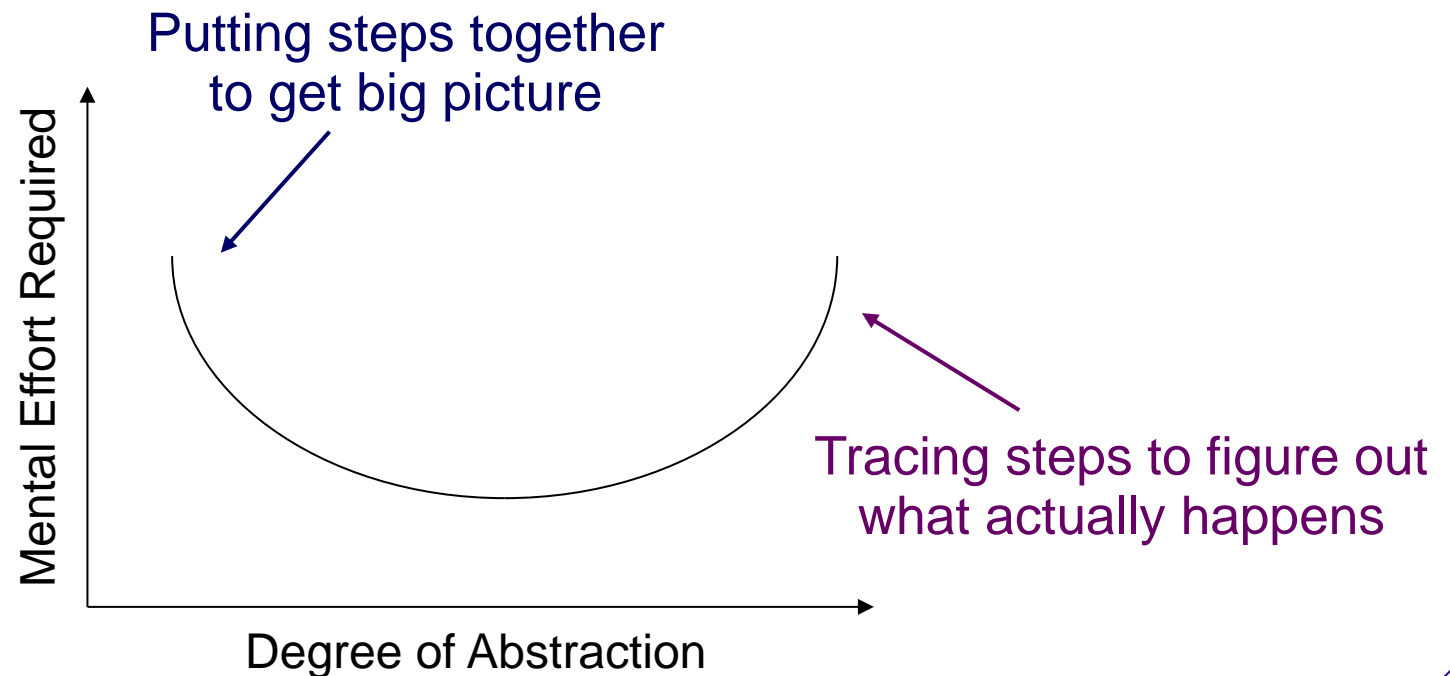 Putting steps together
to get big picture
Mental Effort Required
Tracing steps to figure out
what actually happens
Degree of Abstraction